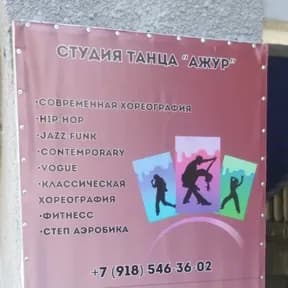 СТУДИЯ ТАНЦА "АЖУР"
•СОВРЕМЕННАЯ ХОРЕОГРАФИЯ
•HIP-HOP
•JAZZ-FUNK
•CONTEMPORARY
•VOGUE
•КЛАССИЧЕСКАЯ
ХОРЕОГРАФИЯ
•ФИТНЕСС
•СТЕП АЭРОБИКА
+7 (918) 546-36-02